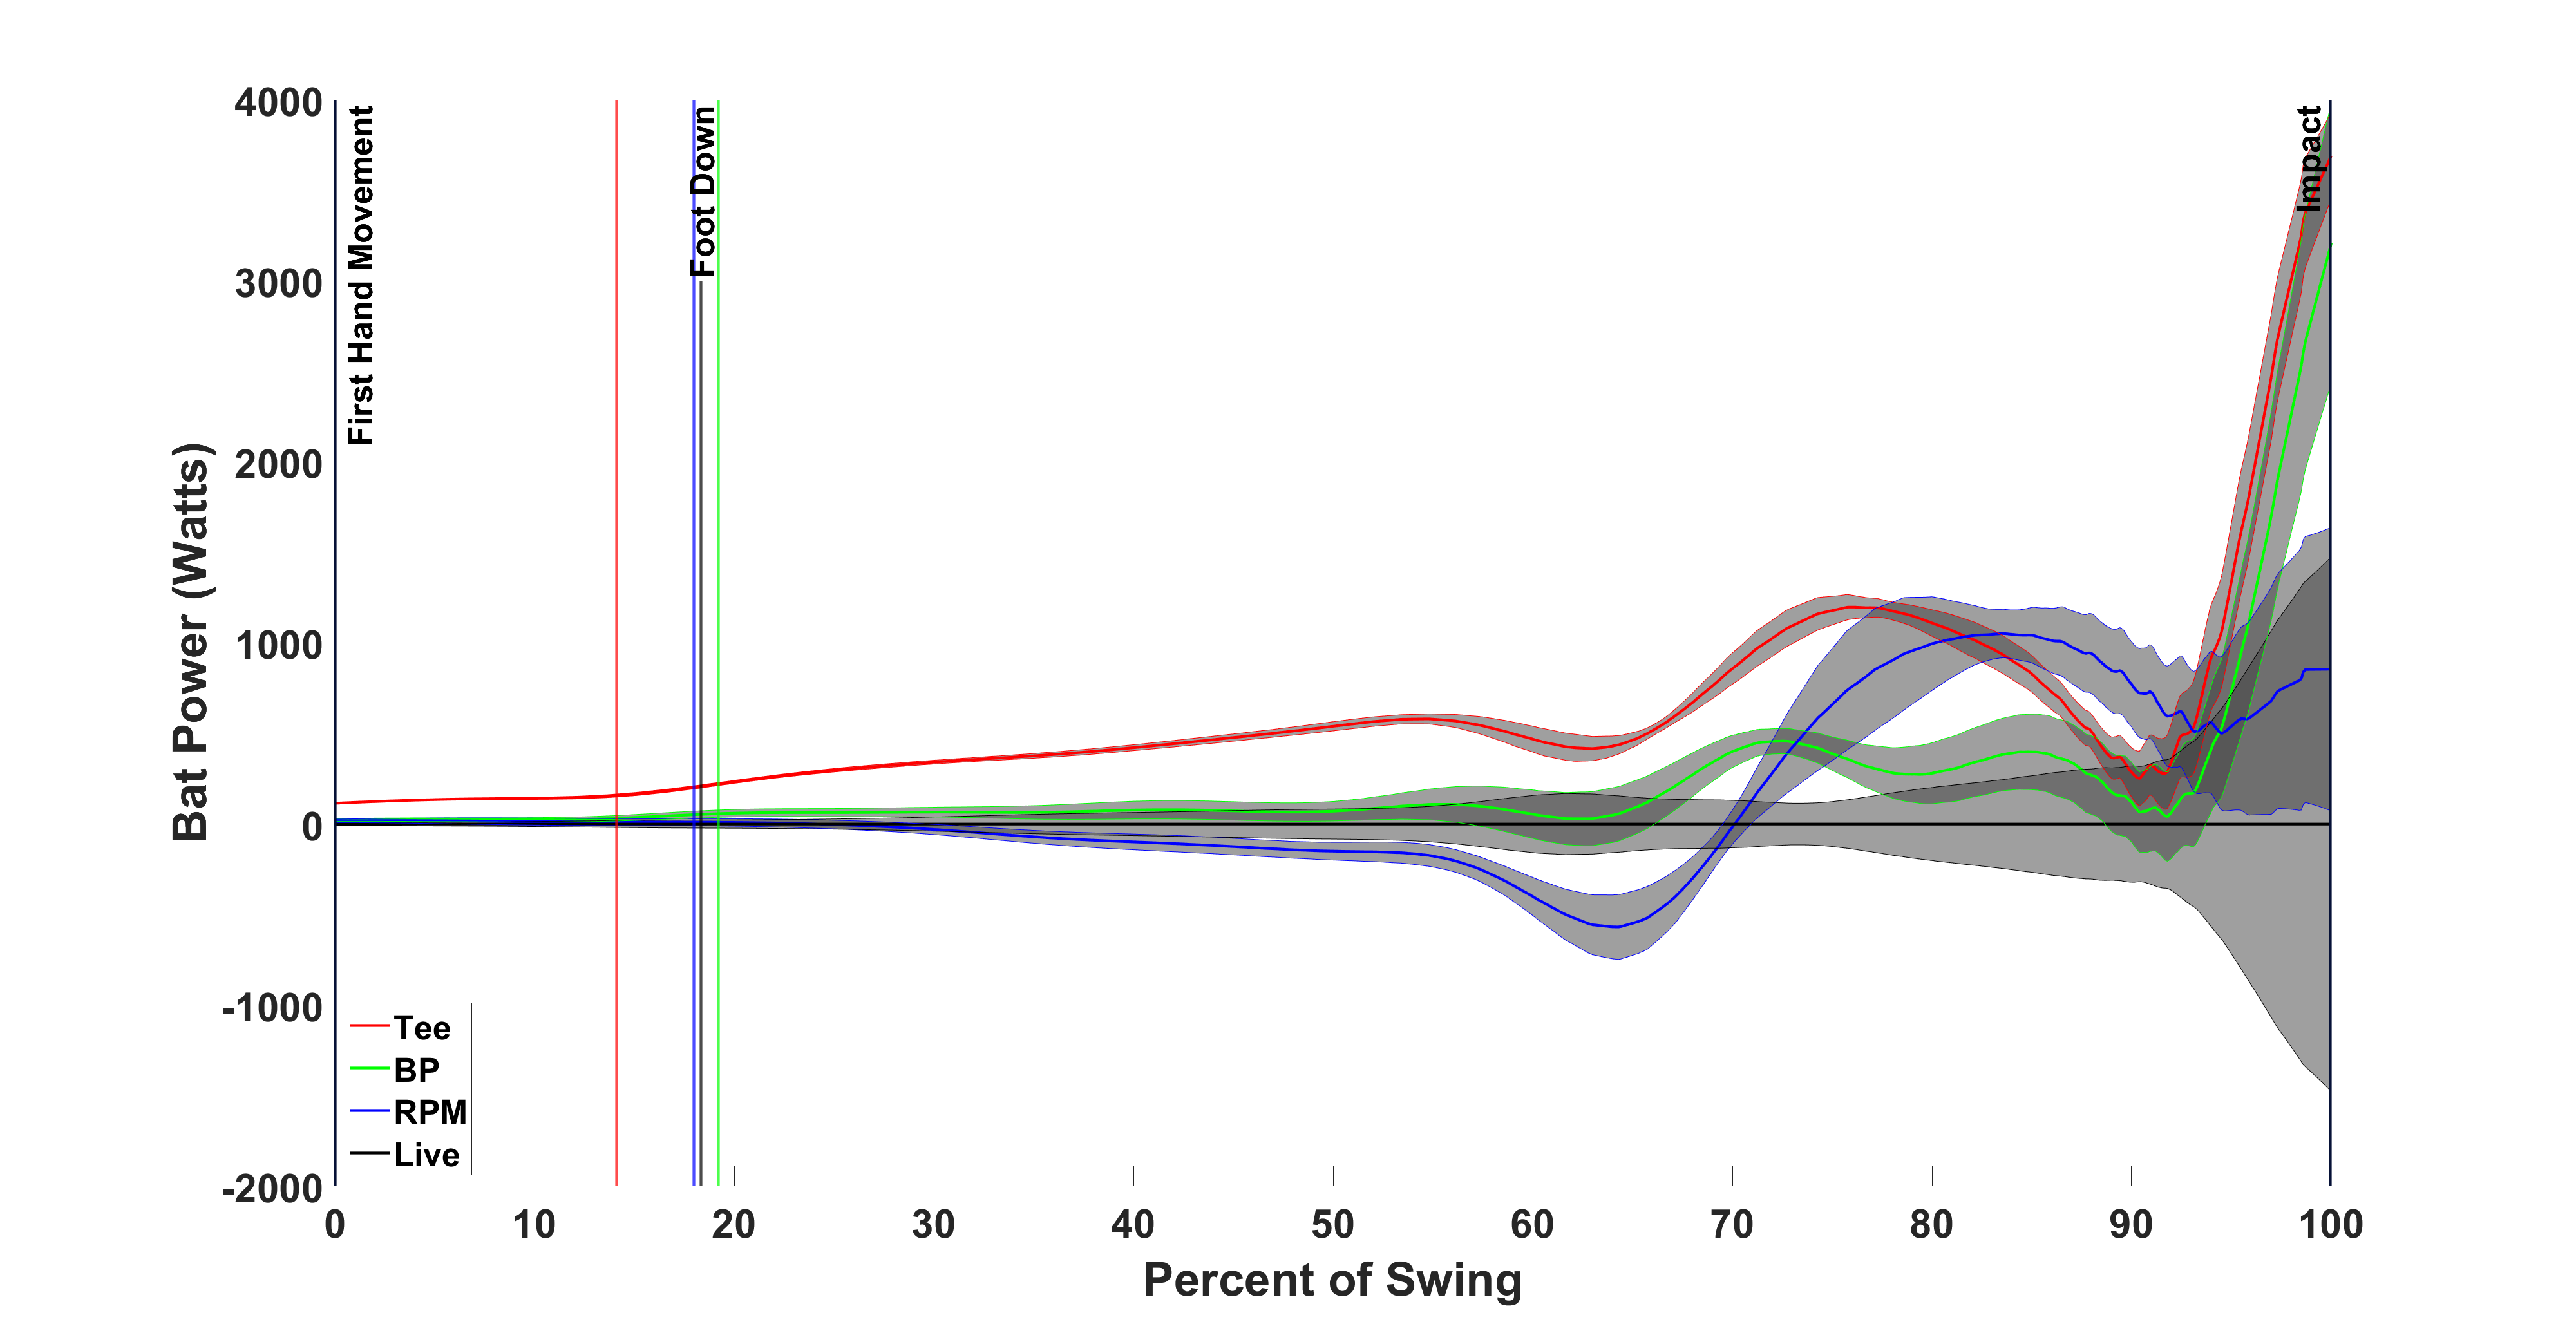 4000
3000
2000
1000
0
-1000
-2000
Bat Power (Watts)
First Hand Movement
Foot Down
Impact
Tee
BP
RPM
Live
0 10 20 30 40 50 60 70 80 90 100
Percent of Swing